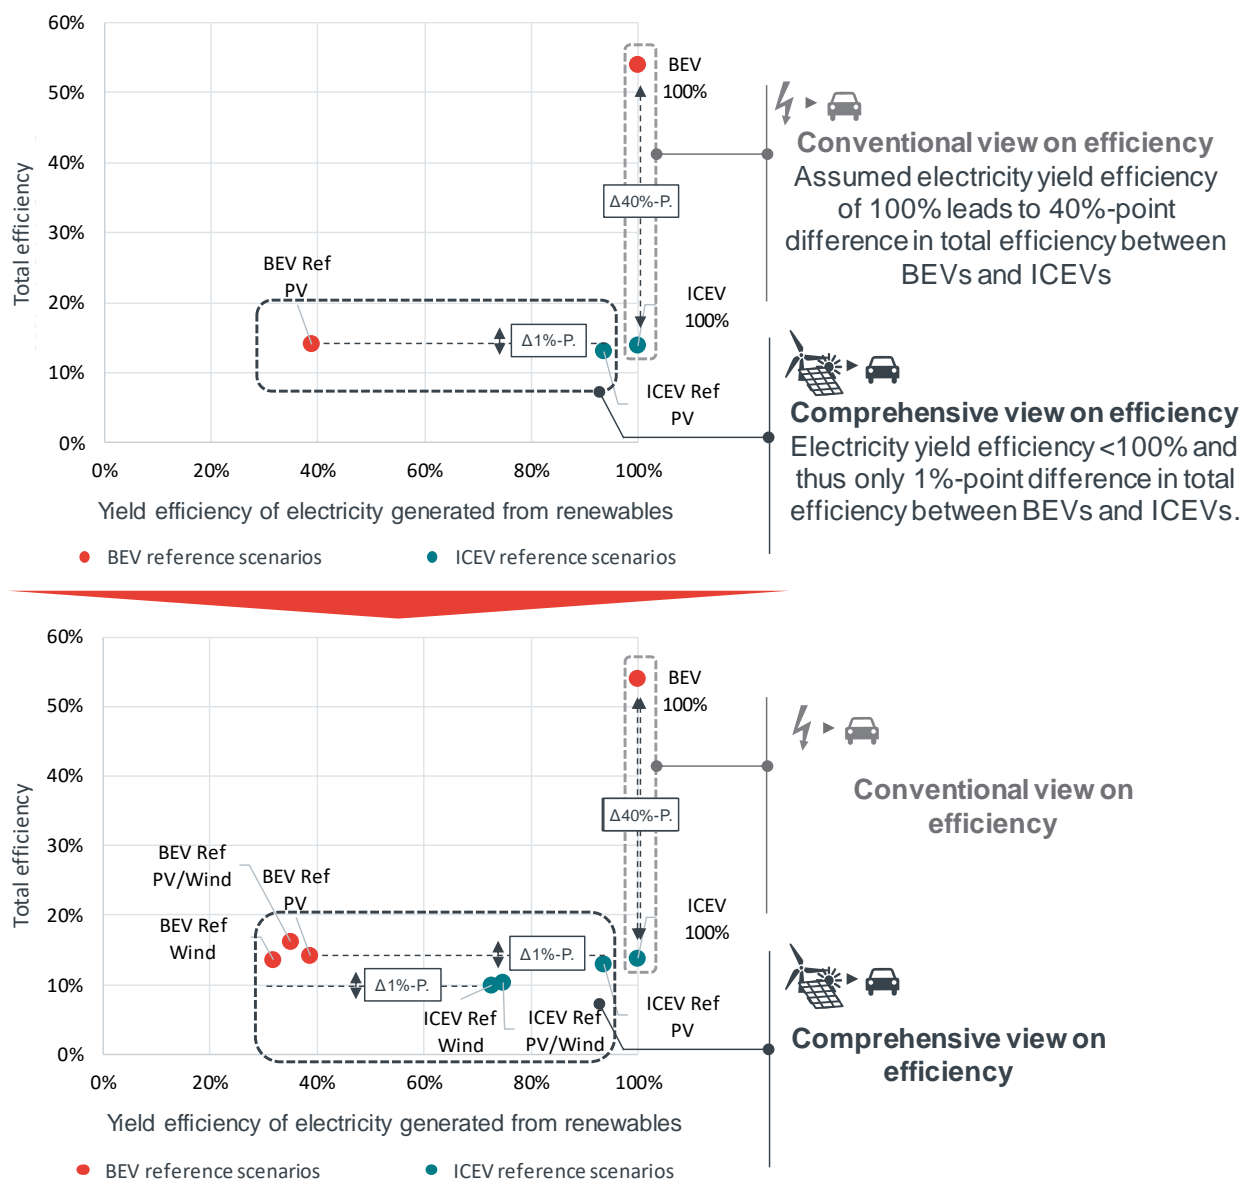 60%
50%
40%
30%
20%
10%
0%
Total efficiency
0%
20%
40%
60%
80%
100%
Yield efficiency of electricity generated from renewables
BEV
100%
Δ40%-P.
BEV Ref
PV
ICEV
100%
Δ1%-P.
ICEV Ref
PV
BEV reference scenarios
ICEV reference scenarios
Conventional view on efficiency
Assumed electricity yield efficiency
of 100% leads to 40%-point
difference in total efficiency between
BEVs and ICEVs
Comprehensive view on efficiency
Electricity yield efficiency <100% and
thus only 1%-point difference in total
efficiency between BEVs and ICEVs.
60%
50%
40%
30%
20%
10%
0%
Total efficiency
0%
20%
40%
60%
80%
100%
Yield efficiency of electricity generated from renewables
BEV
100%
Δ40%-P.
BEV Ref
PV/Wind
BEV Ref
PV
BEV Ref
Wind
ICEV
100%
Δ1%-P.
Δ1%-P.
ICEV Ref
Wind
ICEV Ref
PV/Wind
ICEV Ref
PV
BEV reference scenarios
ICEV reference scenarios
Conventional view on
efficiency
Comprehensive view on
efficiency